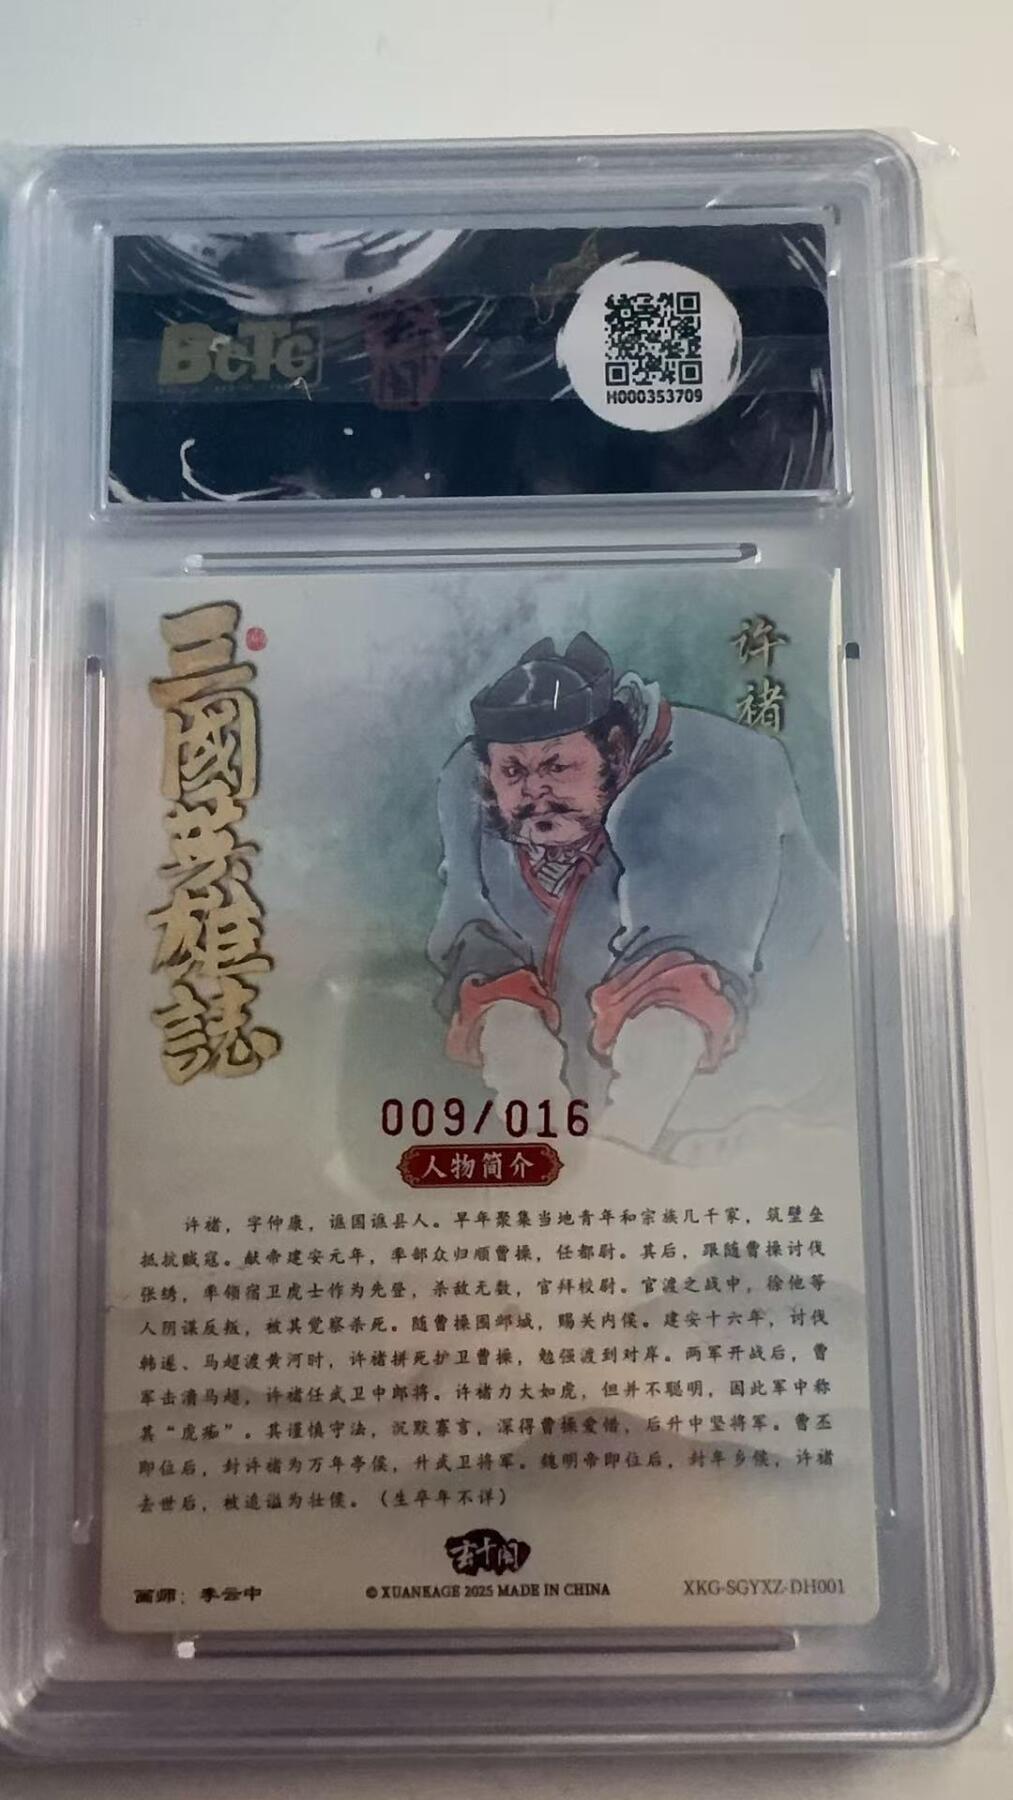 BCTC
玄卡阁
H000353709
三國英雄誌
许褚
009/016
人物简介
许褚，字仲康，谯国谯县人。早年聚集当地青年和宗族几千家，筑壁垒
抵抗贼寇。献帝建安元年，率部众归顺曹操，任都尉。其后，跟随曹操讨伐
张绣，率领宿卫虎士作为先登，杀敌无数，官拜校尉。官渡之战中，徐他等
人阴谋反叛，被其觉察杀死。随曹操围邺城，赐关内侯。建安十六年，讨伐
韩遂、马超渡黄河时，许褚拼死护卫曹操，勉强渡到对岸。两军开战后，曹
军击溃马超，许褚任武卫中郎将。许褚力大如虎，但并不聪明，因此军中称
其“虎痴”。其谨慎守法，沉默寡言，深得曹操爱惜，后升中坚将军。曹丕
即位后，封许褚为万年亭侯，升武卫将军。魏明帝即位后，封牟乡侯，许褚
去世后，被追谥为壮侯。（生卒年不详）
玄卡阁
画师：李云中
© XUANKAGE 2025 MADE IN CHINA
XKG-SGYXZ-DH001